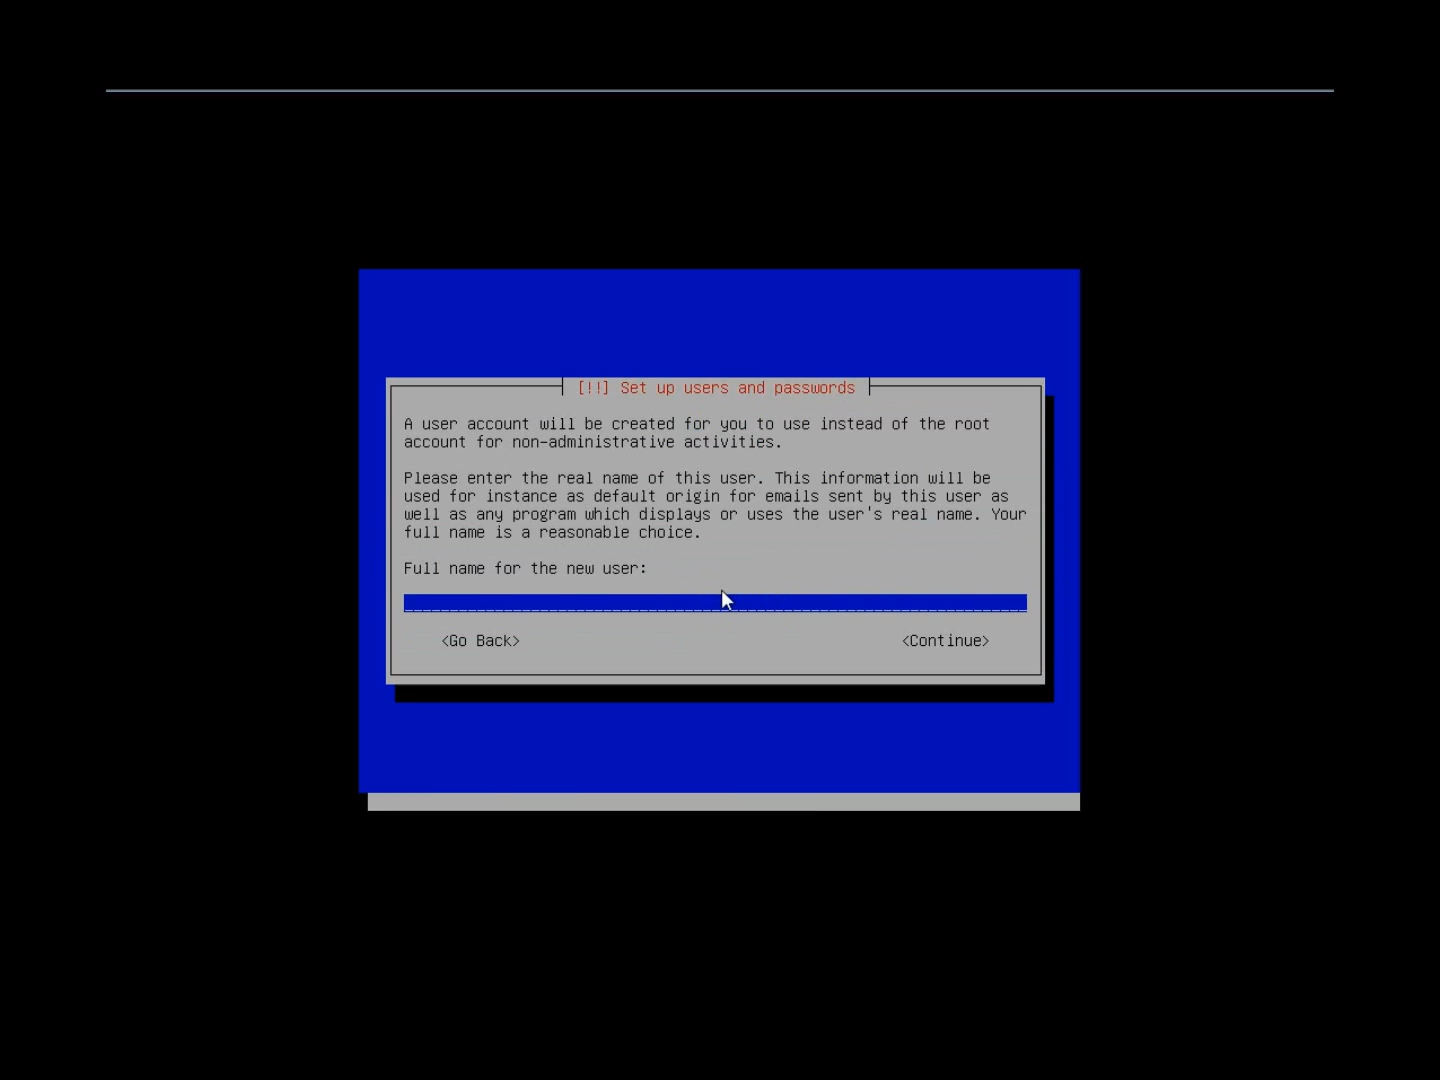 [!!] Set up users and passwords
A user account will be created for you to use instead of the root
account for non-administrative activities.
Please enter the real name of this user. This information will be
used for instance as default origin for emails sent by this user as
well as any program which displays or uses the user's real name. Your
full name is a reasonable choice.
Full name for the new user:
<Go Back> <Continue>